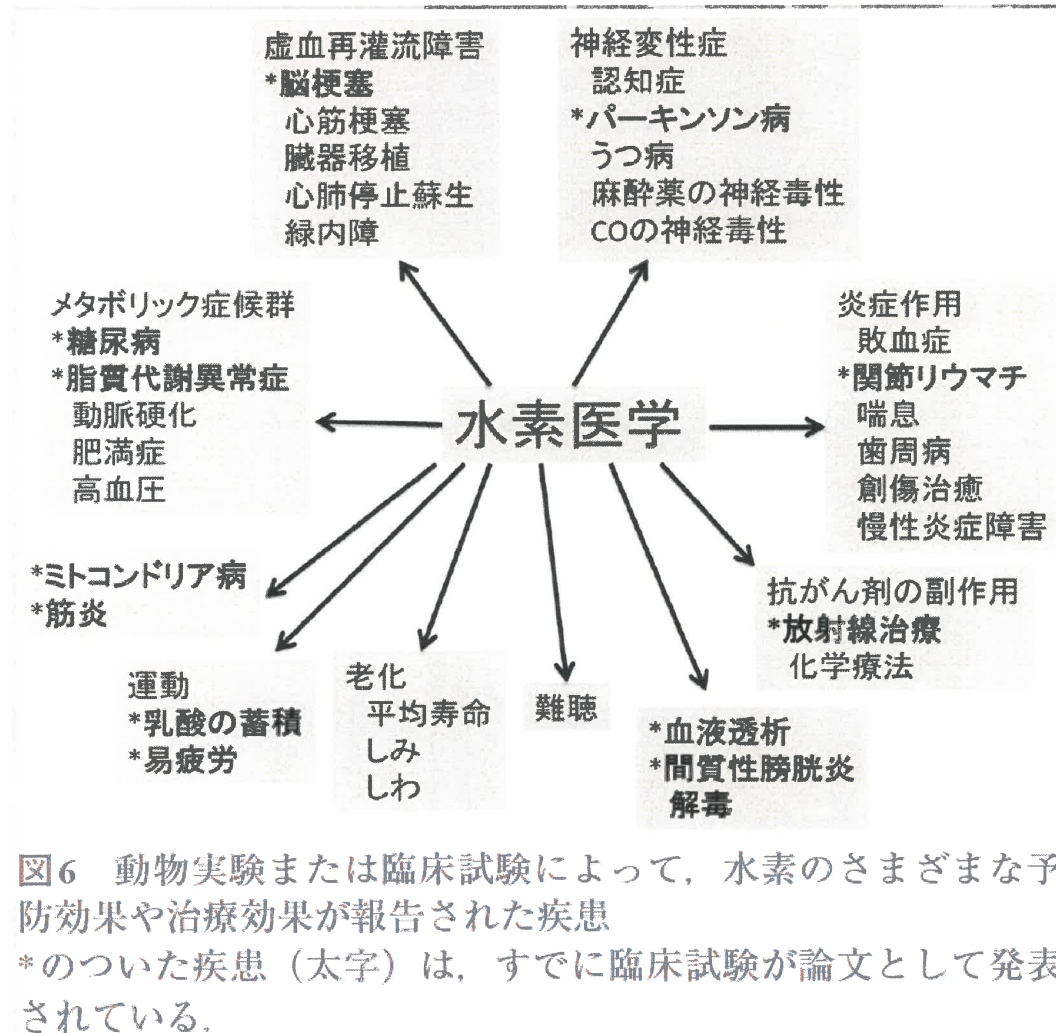 虚血再灌流障害
*脳梗塞
心筋梗塞
臓器移植
心肺停止蘇生
緑内障
神経変性症
認知症
*パーキンソン病
うつ病
麻酔薬の神経毒性
COの神経毒性
メタボリック症候群
*糖尿病
*脂質代謝異常症
動脈硬化
肥満症
高血圧
水素医学
炎症作用
敗血症
*関節リウマチ
喘息
歯周病
創傷治癒
慢性炎症障害
*ミトコンドリア病
*筋炎
運動
*乳酸の蓄積
*易疲労
老化
平均寿命
しみ
しわ
難聴
*血液透析
*間質性膀胱炎
解毒
抗がん剤の副作用
*放射線治療
化学療法
図6 動物実験または臨床試験によって，水素のさまざまな予
防効果や治療効果が報告された疾患
*のついた疾患（太字）は，すでに臨床試験が論文として発表
されている．